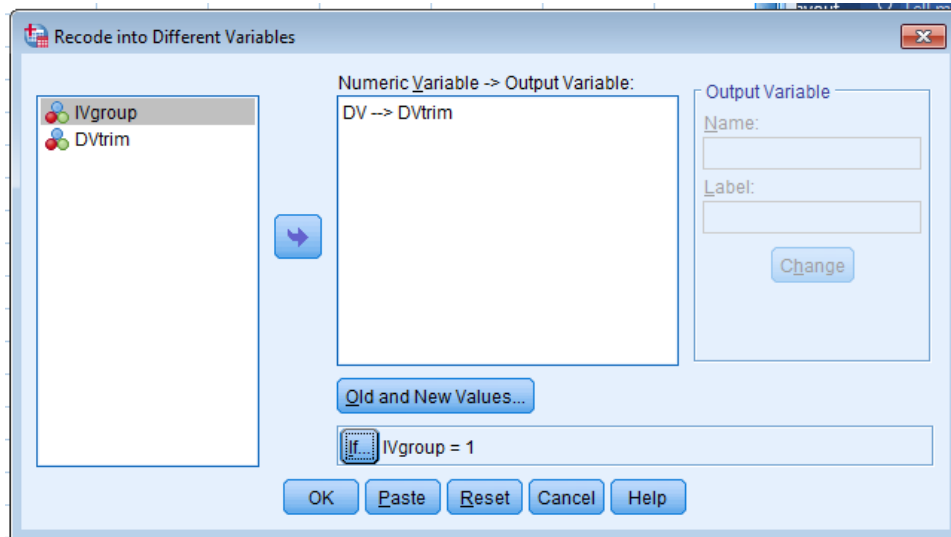 Tell m
Recode into Different Variables
IVgroup
DVtrim
Numeric Variable -> Output Variable:
DV --> DVtrim
Output Variable
Name:
Label:
Change
Old and New Values...
If... IVgroup = 1
OK Paste Reset Cancel Help